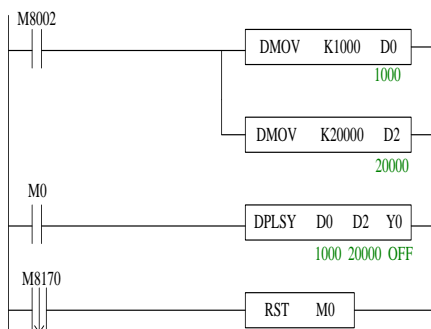 M8002
DMOV K1000 D0
1000
DMOV K20000 D2
20000
M0
DPLSY D0 D2 Y0
1000 20000 OFF
M8170
RST M0